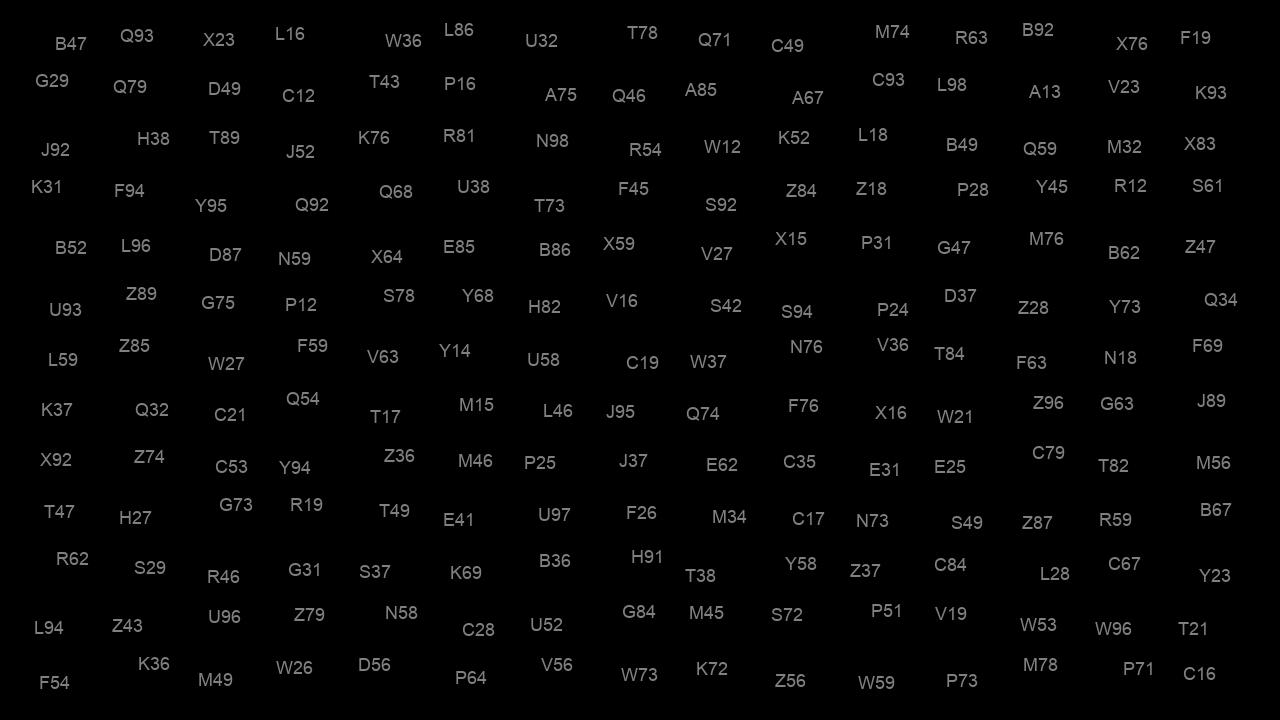 B47 Q93 X23 L16 W36 L86 U32 T78 Q71 C49 M74 R63 B92 X76 F19
G29 Q79 D49 C12 T43 P16 A75 Q46 A85 A67 C93 L98 A13 V23 K93
J92 H38 T89 J52 K76 R81 N98 R54 W12 K52 L18 B49 Q59 M32 X83
K31 F94 Y95 Q92 Q68 U38 T73 F45 S92 Z84 Z18 P28 Y45 R12 S61
B52 L96 D87 N59 X64 E85 B86 X59 V27 X15 P31 G47 M76 B62 Z47
U93 Z89 G75 P12 S78 Y68 H82 V16 S42 S94 P24 D37 Z28 Y73 Q34
L59 Z85 W27 F59 V63 Y14 U58 C19 W37 N76 V36 T84 F63 N18 F69
K37 Q32 C21 Q54 T17 M15 L46 J95 Q74 F76 X16 W21 Z96 G63 J89
X92 Z74 C53 Y94 Z36 M46 P25 J37 E62 C35 E31 E25 C79 T82 M56
T47 H27 G73 R19 T49 E41 U97 F26 M34 C17 N73 S49 Z87 R59 B67
R62 S29 R46 G31 S37 K69 B36 H91 T38 Y58 Z37 C84 L28 C67 Y23
L94 Z43 U96 Z79 N58 C28 U52 G84 M45 S72 P51 V19 W53 W96 T21
F54 K36 M49 W26 D56 P64 V56 W73 K72 Z56 W59 P73 M78 P71 C16